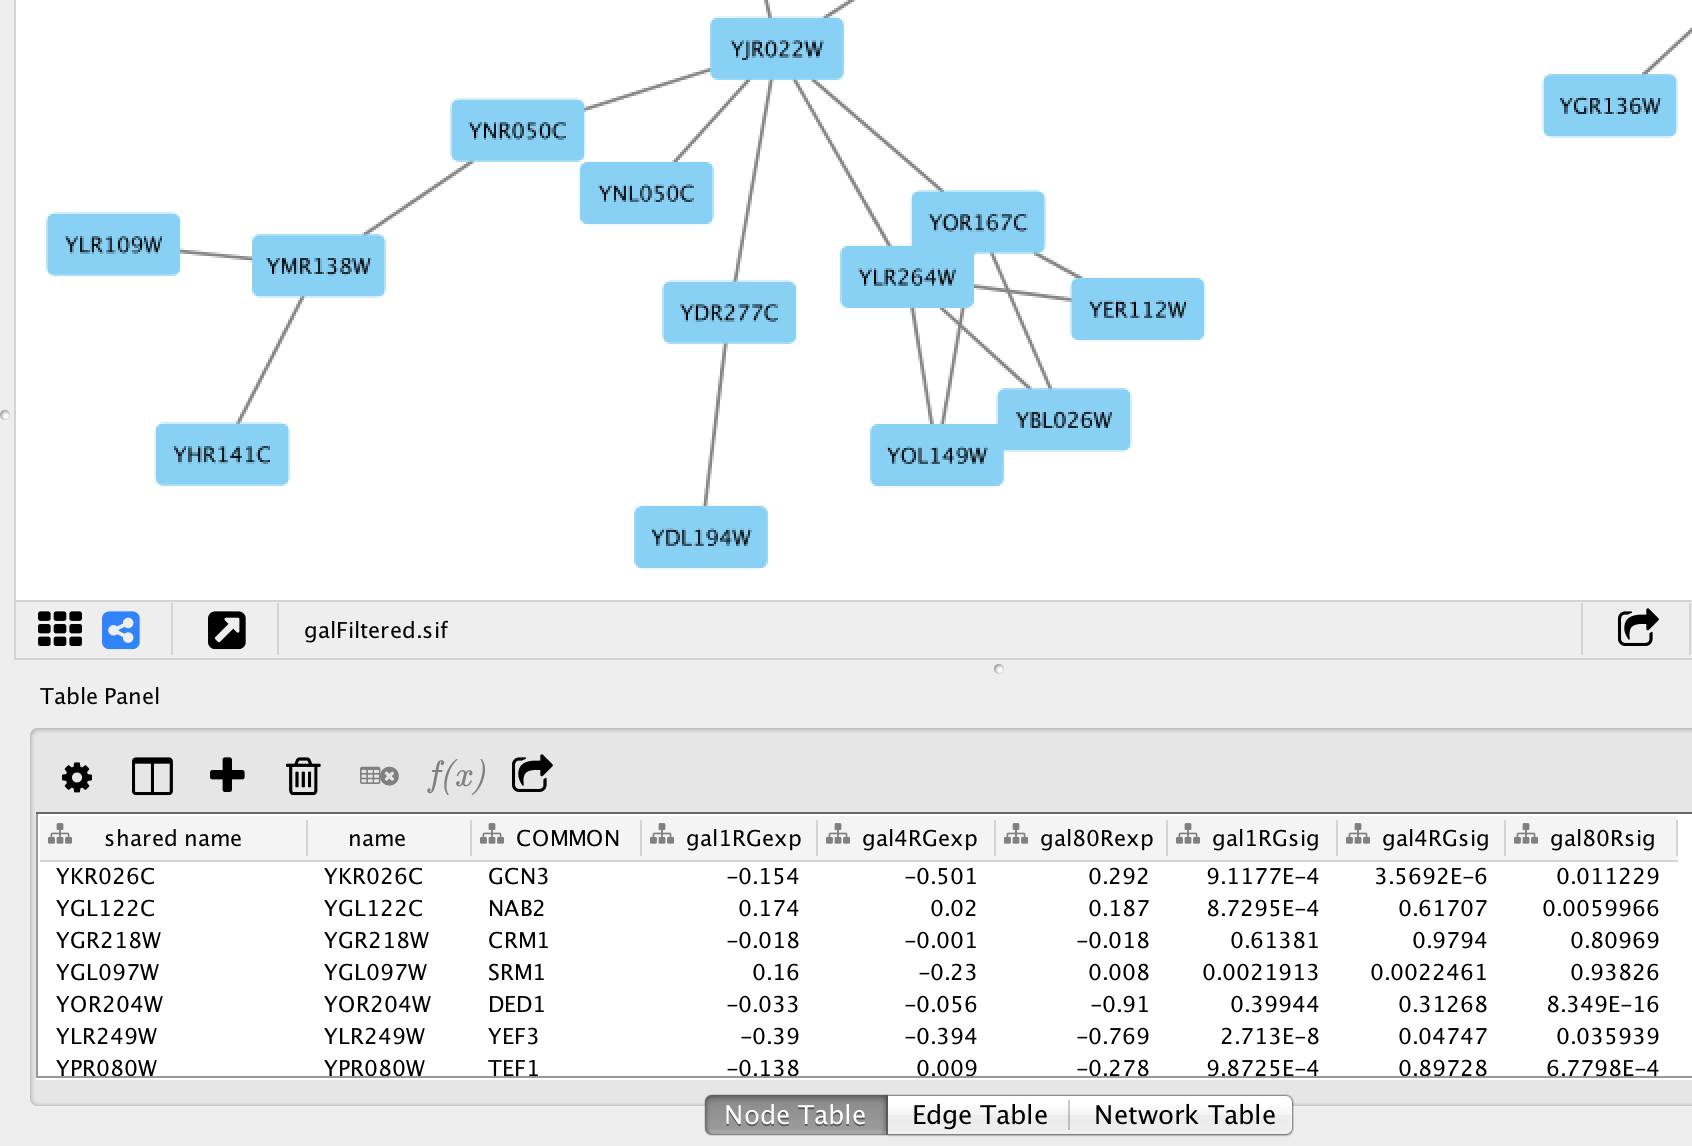 YJR022W
YGR136W
YNR050C
YNL050C
YOR167C
YLR109W
YMR138W
YLR264W
YER112W
YDR277C
YBL026W
YHR141C
YOL149W
YDL194W
galFiltered.sif
Table Panel
f(x)
shared name name COMMON gal1RGexp gal4RGexp gal80Rexp gal1RGsig gal4RGsig gal80Rsig
YKR026C YKR026C GCN3 -0.154 -0.501 0.292 9.1177E-4 3.5692E-6 0.011229
YGL122C YGL122C NAB2 0.174 0.02 0.187 8.7295E-4 0.61707 0.0059966
YGR218W YGR218W CRM1 -0.018 -0.001 -0.018 0.61381 0.9794 0.80969
YGL097W YGL097W SRM1 0.16 -0.23 0.008 0.0021913 0.0022461 0.93826
YOR204W YOR204W DED1 -0.033 -0.056 -0.91 0.39944 0.31268 8.349E-16
YLR249W YLR249W YEF3 -0.39 -0.394 -0.769 2.713E-8 0.04747 0.035939
YPR080W YPR080W TEF1 -0.138 0.009 -0.278 9.8725E-4 0.89728 6.7798E-4
Node Table Edge Table Network Table